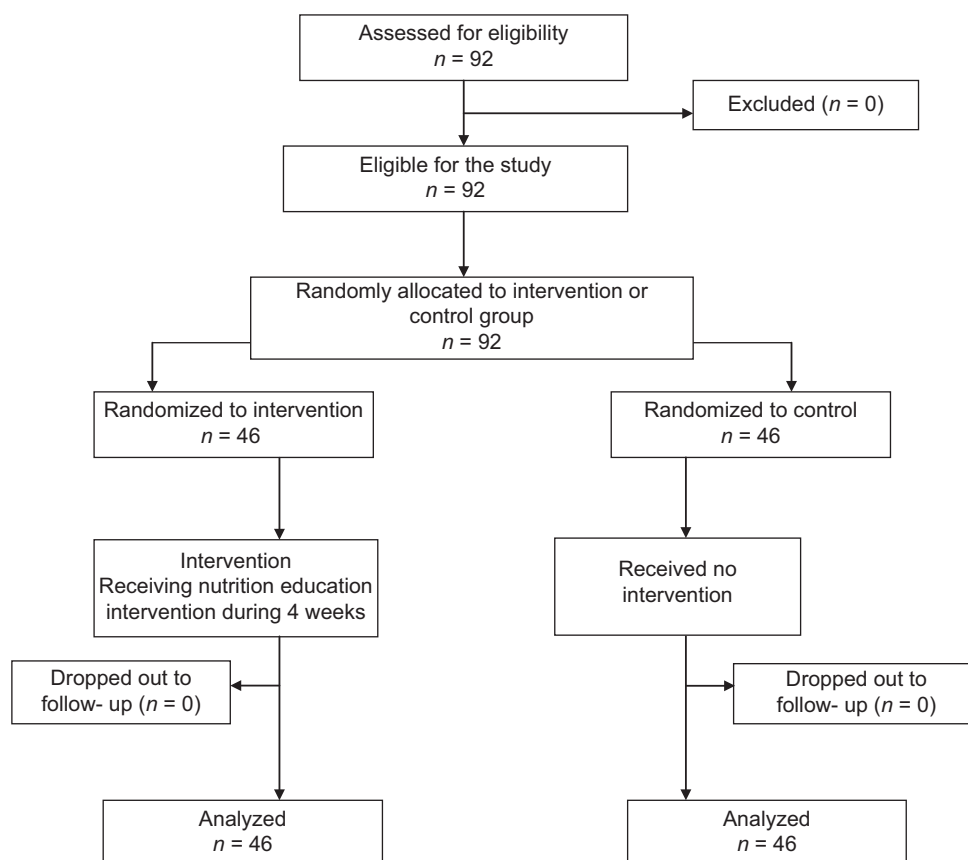 Assessed for eligibility
n = 92
Excluded (n = 0)
Eligible for the study
n = 92
Randomly allocated to intervention or
control group
n = 92
Randomized to intervention
n = 46
Randomized to control
n = 46
Intervention
Receiving nutrition education
intervention during 4 weeks
Received no
intervention
Dropped out to
follow- up (n = 0)
Dropped out to
follow- up (n = 0)
Analyzed
n = 46
Analyzed
n = 46